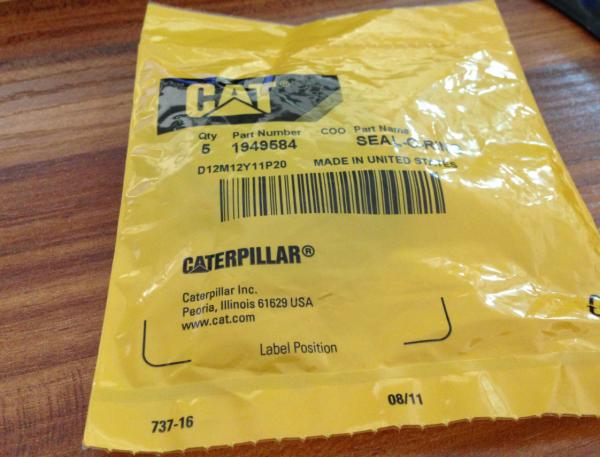 CAT®
Qty Part Number COO Part Name
5 1949584 SEAL-O-RING
D12M12Y11P20 MADE IN UNITED STATES
CATERPILLAR®
Caterpillar Inc.
Peoria, Illinois 61629 USA
www.cat.com
Label Position
737-16 08/11